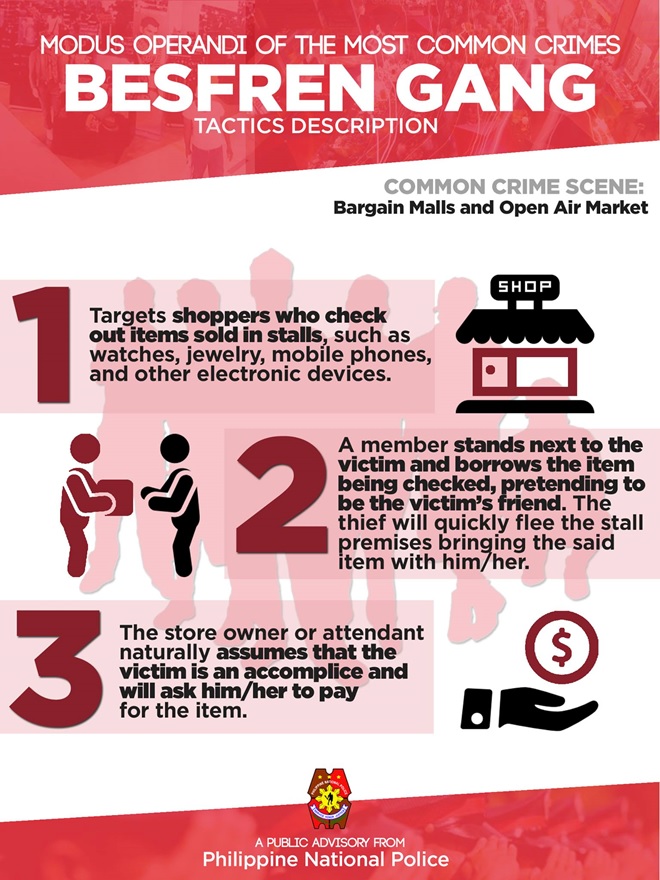 MODUS OPERANDI OF THE MOST COMMON CRIMES
BESFREN GANG
TACTICS DESCRIPTION
COMMON CRIME SCENE:
Bargain Malls and Open Air Market
1
Targets shoppers who check
out items sold in stalls, such as
watches, jewelry, mobile phones,
and other electronic devices.
SHOP
2
A member stands next to the
victim and borrows the item
being checked, pretending to
be the victim's friend. The
thief will quickly flee the stall
premises bringing the said
item with him/her.
3
The store owner or attendant
naturally assumes that the
victim is an accomplice and
will ask him/her to pay
for the item.
$
A PUBLIC ADVISORY FROM
Philippine National Police